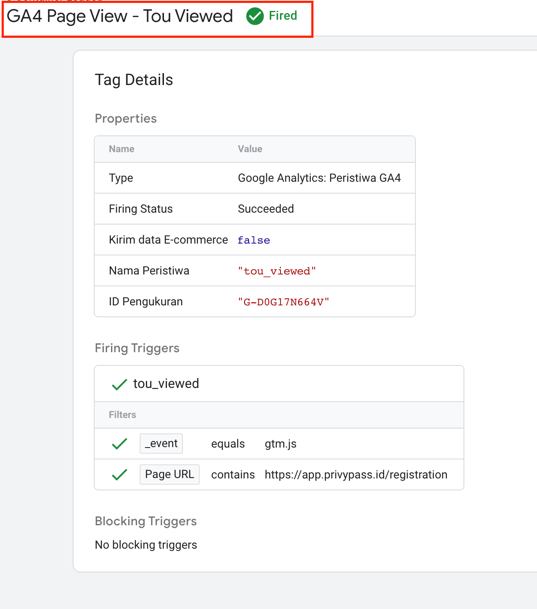 GA4 Page View - Tou Viewed Fired
Tag Details
Properties
Name Value
Type Google Analytics: Peristiwa GA4
Firing Status Succeeded
Kirim data E-commerce false
Nama Peristiwa "tou_viewed"
ID Pengukuran "G-D0G17N664V"
Firing Triggers
tou_viewed
Filters
_event equals gtm.js
Page URL contains https://app.privypass.id/registration
Blocking Triggers
No blocking triggers